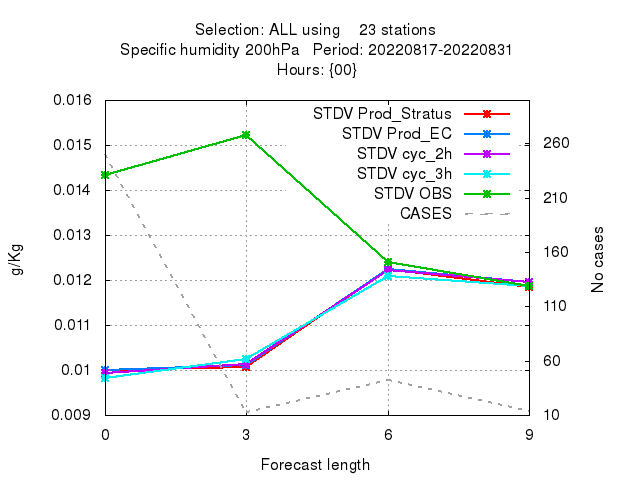 Selection: ALL using 23 stations
Specific humidity 200hPa Period: 20220817-20220831
Hours: {00}
0.016
0.015
0.014
0.013
0.012
0.011
0.01
0.009
g/Kg
STDV Prod_Stratus
STDV Prod_EC
STDV cyc_2h
STDV cyc_3h
STDV OBS
CASES
260
210
160
110
60
10
No cases
0 3 6 9
Forecast length